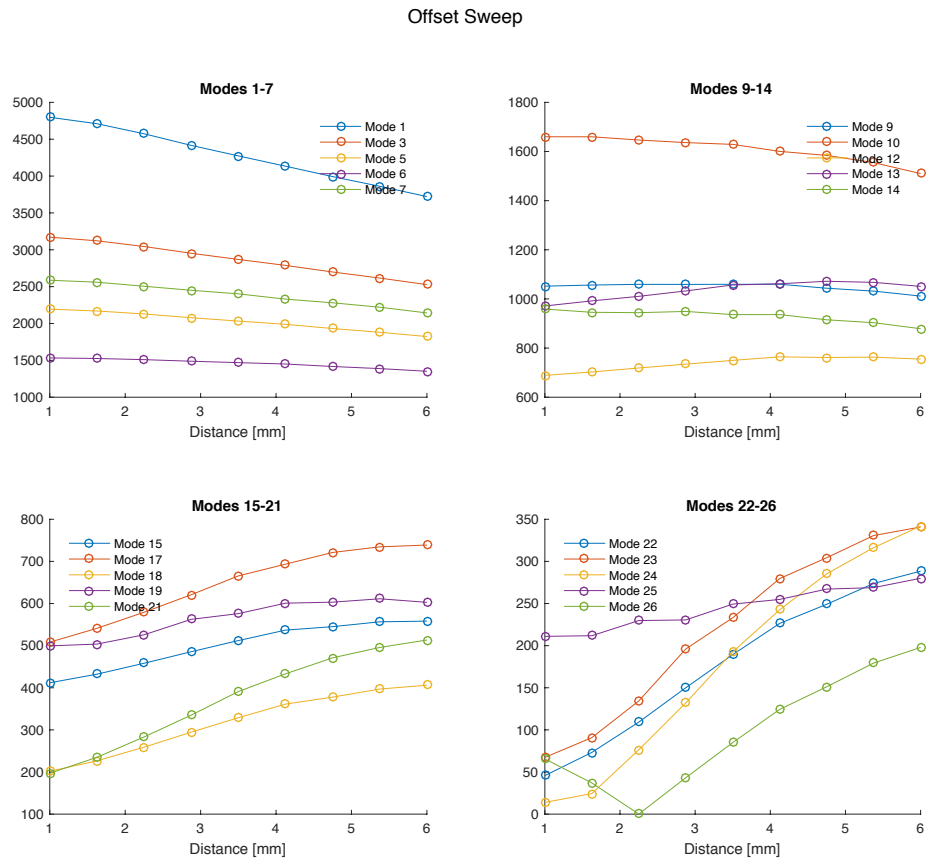 Offset Sweep
Modes 1-7
5000
4500
4000
3500
3000
2500
2000
1500
1000
Mode 1
Mode 3
Mode 5
Mode 6
Mode 7
1 2 3 4 5 6
Distance [mm]
Modes 9-14
1800
1600
1400
1200
1000
800
600
Mode 9
Mode 10
Mode 12
Mode 13
Mode 14
1 2 3 4 5 6
Distance [mm]
Modes 15-21
800
700
600
500
400
300
200
100
Mode 15
Mode 17
Mode 18
Mode 19
Mode 21
1 2 3 4 5 6
Distance [mm]
Modes 22-26
350
300
250
200
150
100
50
0
Mode 22
Mode 23
Mode 24
Mode 25
Mode 26
1 2 3 4 5 6
Distance [mm]